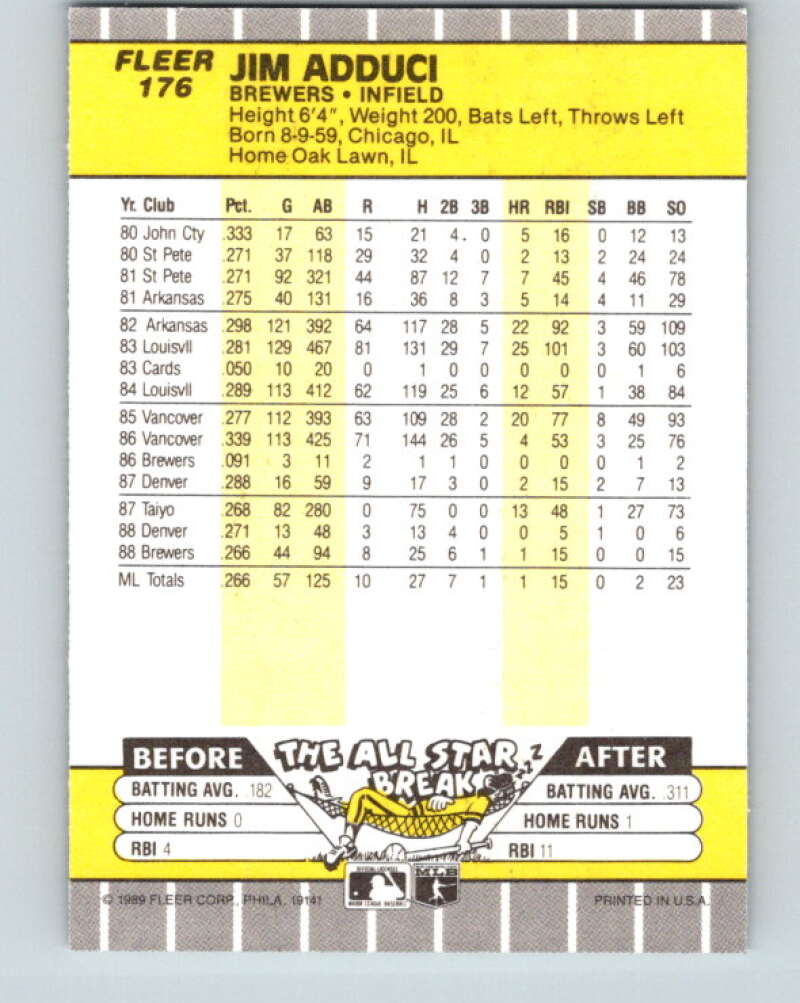 FLEER
176
JIM ADDUCI
BREWERS • INFIELD
Height 6'4", Weight 200, Bats Left, Throws Left
Born 8-9-59, Chicago, IL
Home Oak Lawn, IL
Yr. Club Pct. G AB R H 2B 3B HR RBI SB BB SO
80 John Cty .333 17 63 15 21 4 . 0 5 16 0 12 13
80 St Pete .271 37 118 29 32 4 0 2 13 2 24 24
81 St Pete .271 92 321 44 87 12 7 7 45 4 46 78
81 Arkansas .275 40 131 16 36 8 3 5 14 4 11 29
82 Arkansas .298 121 392 64 117 28 5 22 92 3 59 109
83 Louisvll .281 129 467 81 131 29 7 25 101 3 60 103
83 Cards .050 10 20 0 1 0 0 0 0 0 1 6
84 Louisvll .289 113 412 62 119 25 6 12 57 1 38 84
85 Vancover .277 112 393 63 109 28 2 20 77 8 49 93
86 Vancover .339 113 425 71 144 26 5 4 53 3 25 76
86 Brewers .091 3 11 2 1 1 0 0 0 0 1 2
87 Denver .288 16 59 9 17 3 0 2 15 2 7 13
87 Taiyo .268 82 280 0 75 0 0 13 48 1 27 73
88 Denver .271 13 48 3 13 4 0 0 5 1 0 6
88 Brewers .266 44 94 8 25 6 1 1 15 0 0 15
ML Totals .266 57 125 10 27 7 1 1 15 0 2 23
BEFORE THE ALL STAR BREAK AFTER
Z Z Z
BATTING AVG. .182 BATTING AVG. .311
HOME RUNS 0 HOME RUNS 1
RBI 4 RBI 11
MLB
MAJOR LEAGUE BASEBALL
© 1989 FLEER CORP., PHILA. 19141 PRINTED IN U.S.A.